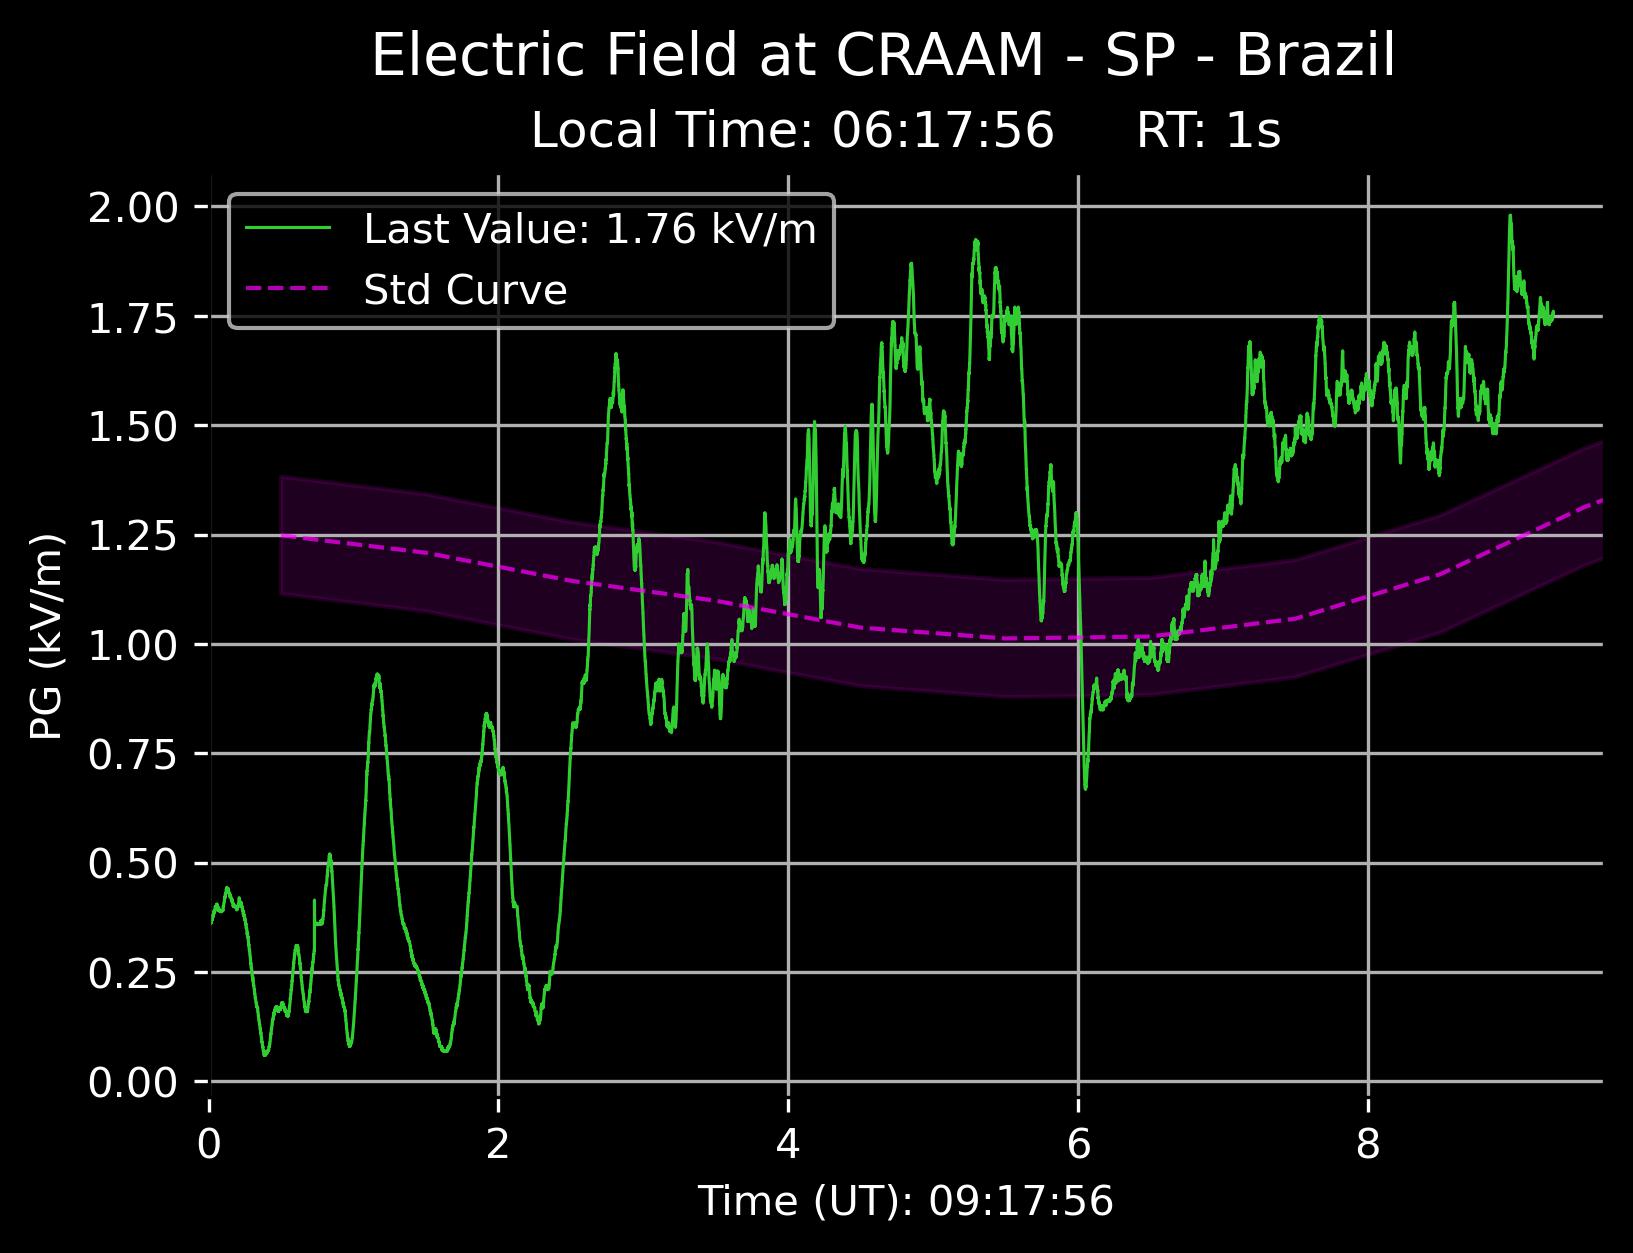 Electric Field at CRAAM - SP - Brazil
Local Time: 06:17:56 RT: 1s
Last Value: 1.76 kV/m
Std Curve
2.00
1.75
1.50
1.25
1.00
0.75
0.50
0.25
0.00
PG (kV/m)
0 2 4 6 8
Time (UT): 09:17:56